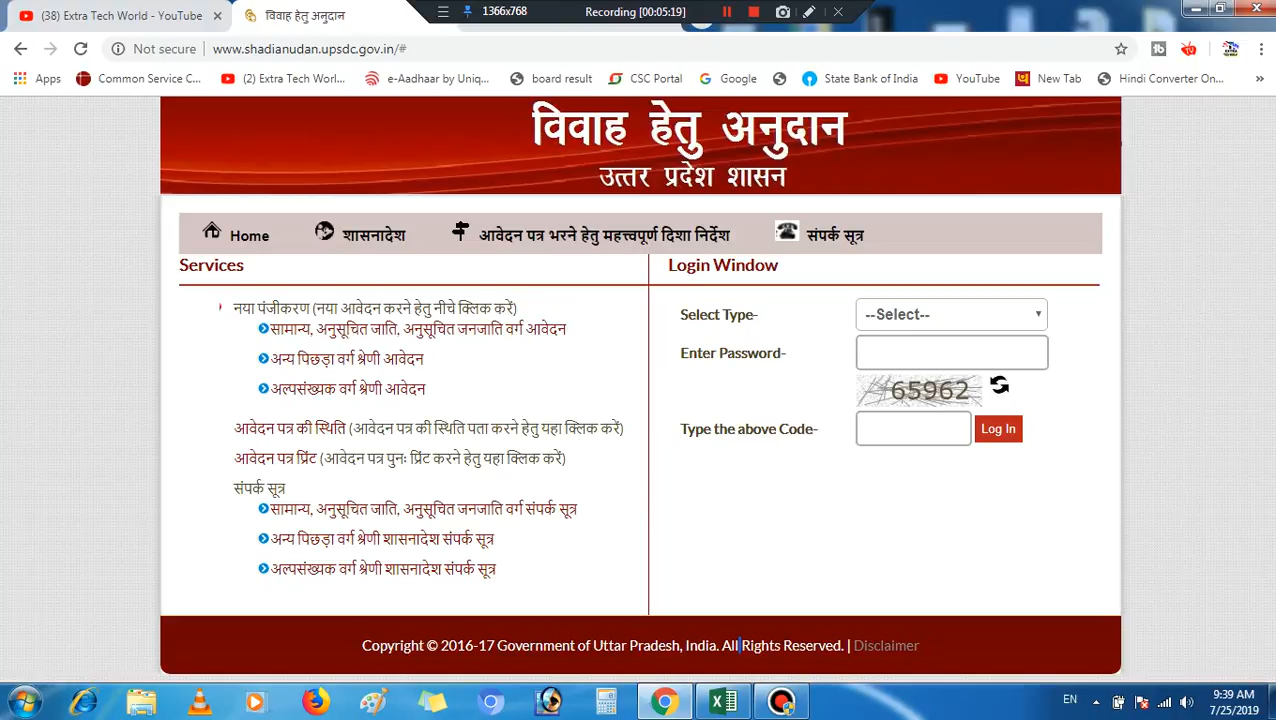 (38) Extra Tech World - YouTube
विवाह हेतु अनुदान
1366x768
Recording [00:05:19]
Not secure | www.shadianudan.upsdc.gov.in/#
Apps
Common Service C...
(2) Extra Tech Worl...
e-Aadhaar by Uniq...
board result
CSC Portal
Google
State Bank of India
YouTube
New Tab
Hindi Converter On...
»
विवाह हेतु अनुदान
उत्तर प्रदेश शासन
Home
शासनादेश
आवेदन पत्र भरने हेतु महत्त्वपूर्ण दिशा निर्देश
संपर्क सूत्र
Services
नया पंजीकरण (नया आवेदन करने हेतु नीचे क्लिक करें)
सामान्य, अनुसूचित जाति, अनुसूचित जनजाति वर्ग आवेदन
अन्य पिछड़ा वर्ग श्रेणी आवेदन
अल्पसंख्यक वर्ग श्रेणी आवेदन
आवेदन पत्र की स्थिति (आवेदन पत्र की स्थिति पता करने हेतु यहा क्लिक करें)
आवेदन पत्र प्रिंट (आवेदन पत्र पुनः प्रिंट करने हेतु यहा क्लिक करें)
संपर्क सूत्र
सामान्य, अनुसूचित जाति, अनुसूचित जनजाति वर्ग संपर्क सूत्र
अन्य पिछड़ा वर्ग श्रेणी शासनादेश संपर्क सूत्र
अल्पसंख्यक वर्ग श्रेणी शासनादेश संपर्क सूत्र
Login Window
Select Type-
--Select--
Enter Password-
65962
Type the above Code-
Log In
Copyright © 2016-17 Government of Uttar Pradesh, India. All Rights Reserved. | Disclaimer
EN
9:39 AM
7/25/2019